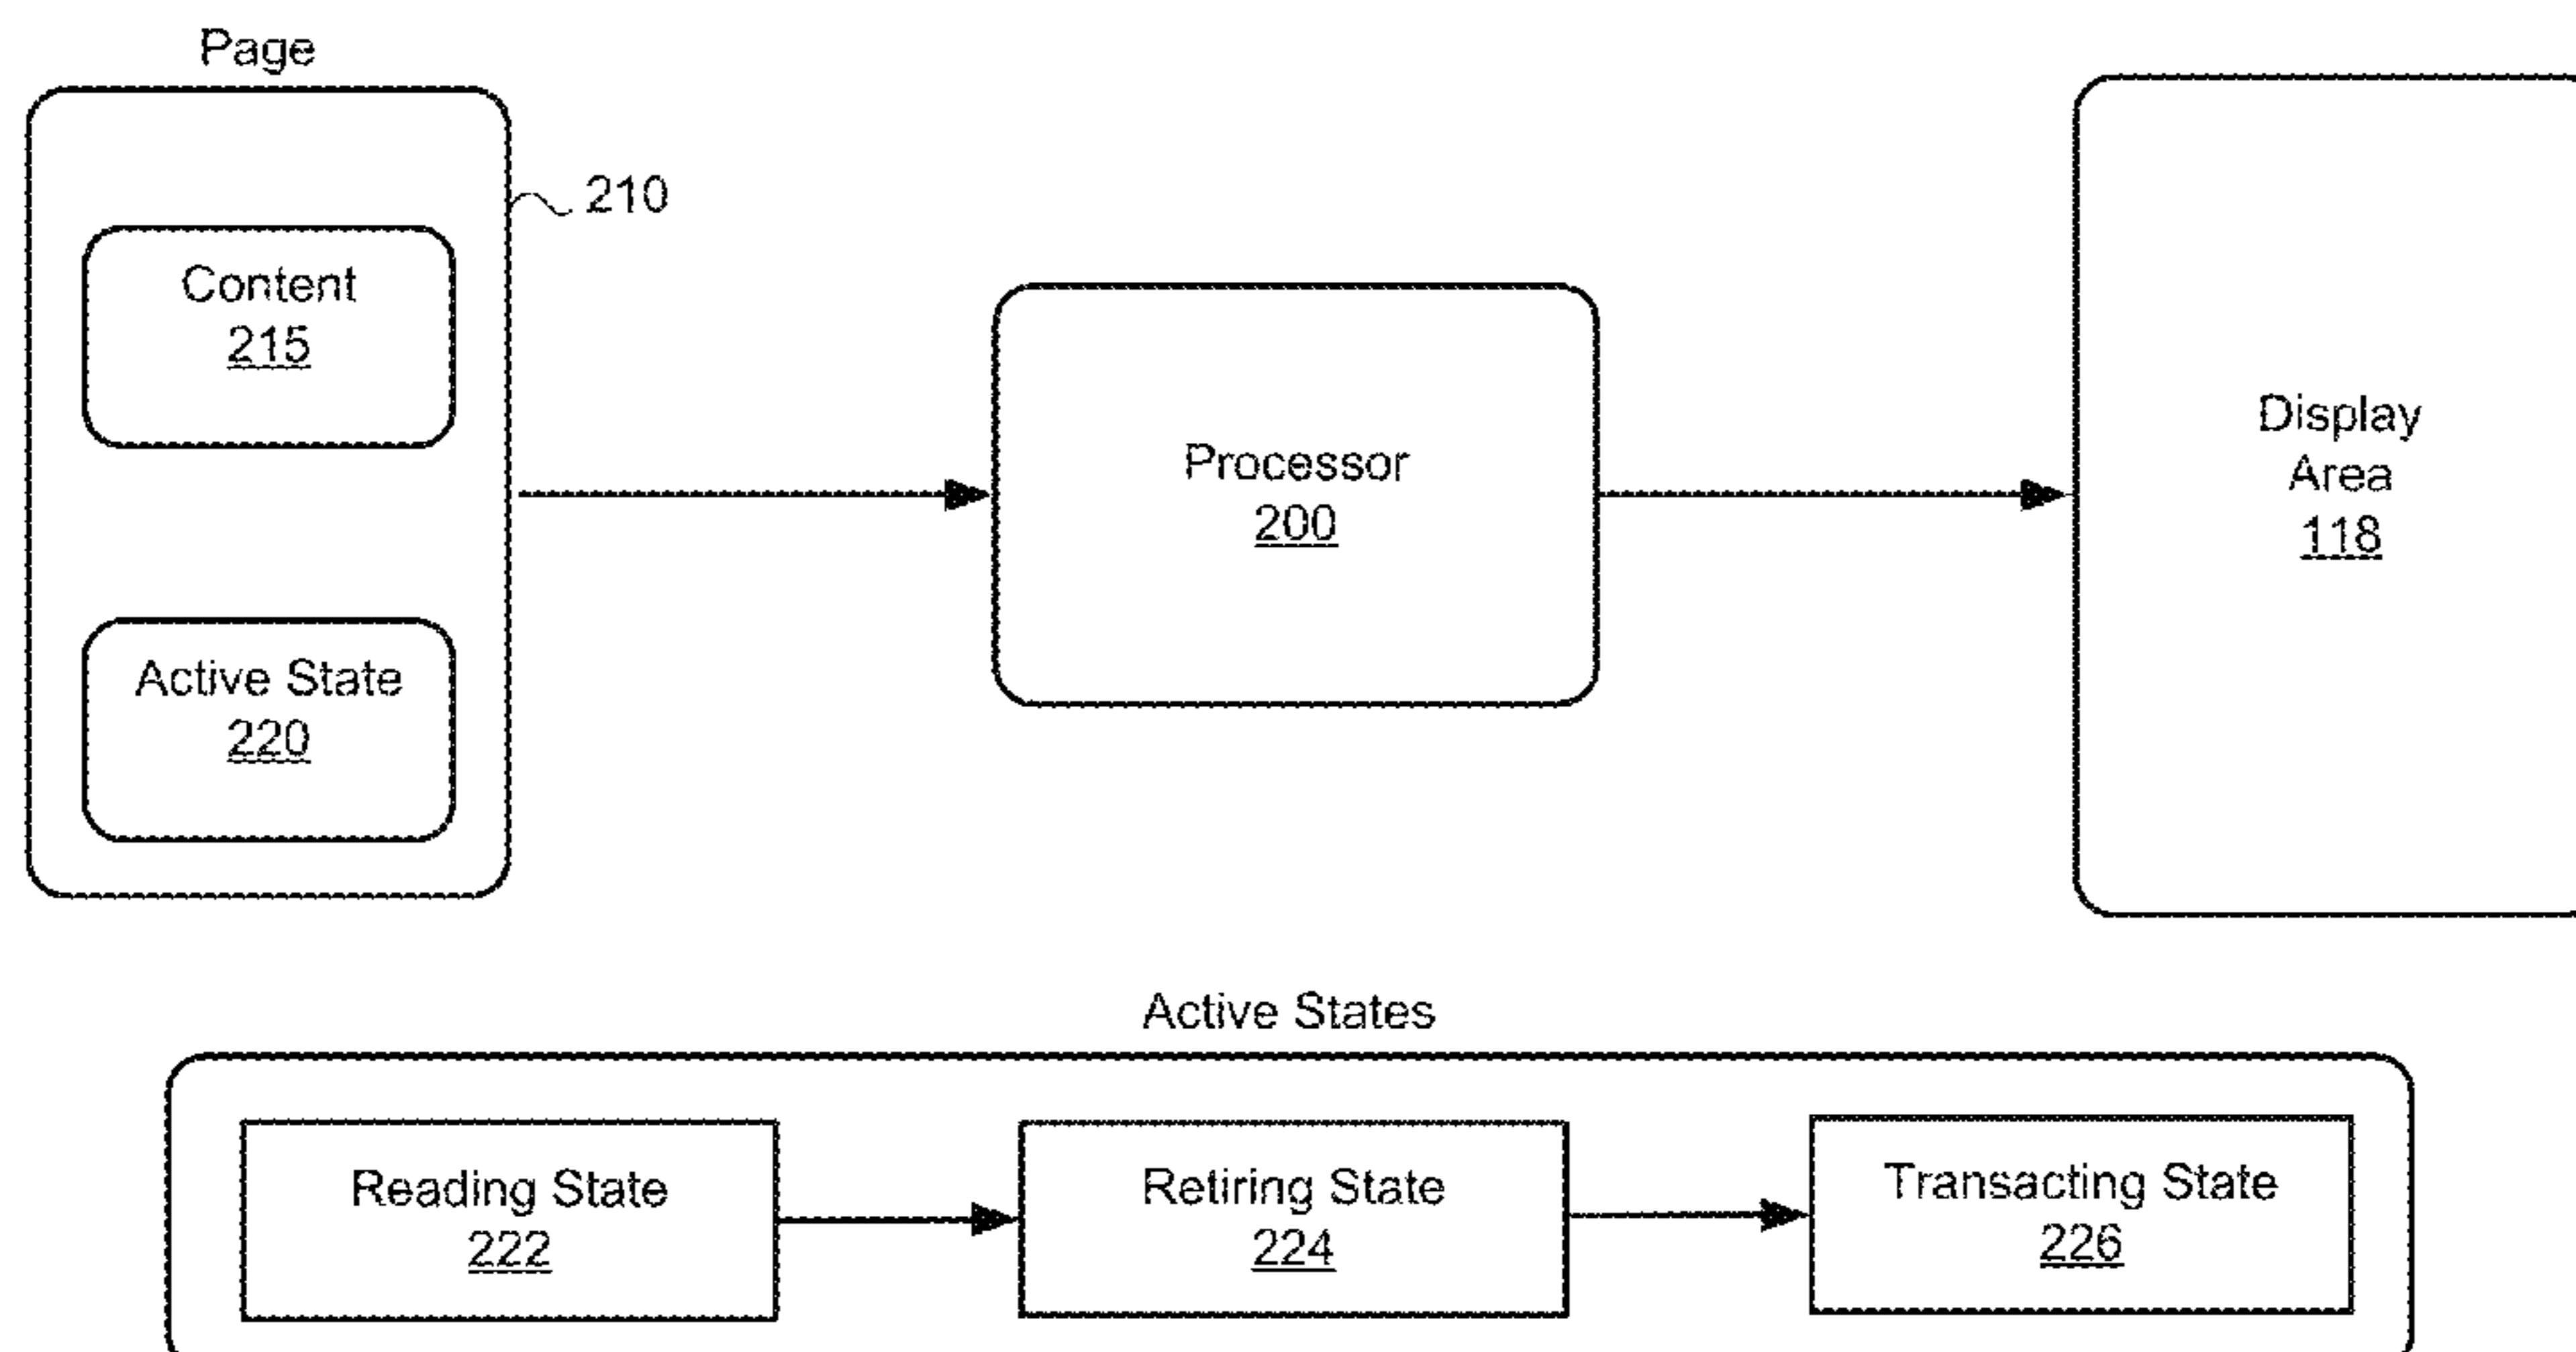 Page
210
Content
215
Active State
220
Processor
200
Display
Area
118
Active States
Reading State
222
Retiring State
224
Transacting State
226